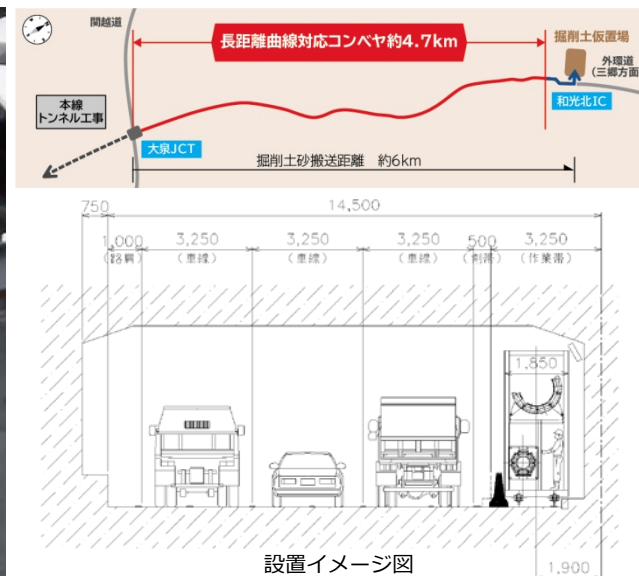 関越道
長距離曲線対応コンベヤ約4.7km
掘削土仮置場
外環道
（三郷方面
本線
トンネル工事
和光北IC
大泉JCT
掘削土砂搬送距離 約6km
750
14,500
1,000
3,250
3,250
3,250
500
3,250
（路肩）
（車線）
（車線）
（車線）
（側帯）
（作業帯）
1,850
設置イメージ図
1,900